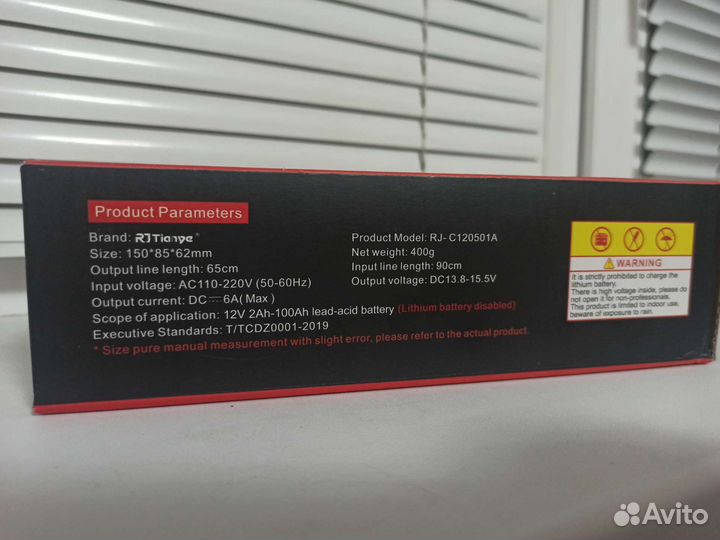 Product Parameters
Brand: RJTianye®
Size: 150*85*62mm
Output line length: 65cm
Input voltage: AC110-220V (50-60Hz)
Output current: DC⎓6A( Max )
Scope of application: 12V 2Ah-100Ah lead-acid battery (Lithium battery disabled)
Executive Standards: T/TCDZ0001-2019
* Size pure manual measurement with slight error, please refer to the actual product.
Product Model: RJ- C120501A
Net weight: 400g
Input line length: 90cm
Output voltage: DC13.8-15.5V
WARNING
It is strictly prohibited to charge the
lithium battery.
There is high voltage inside, please do
not open it for non-professionals.
This product is limited to indoor use,
beware of exposure to rain.
Avito